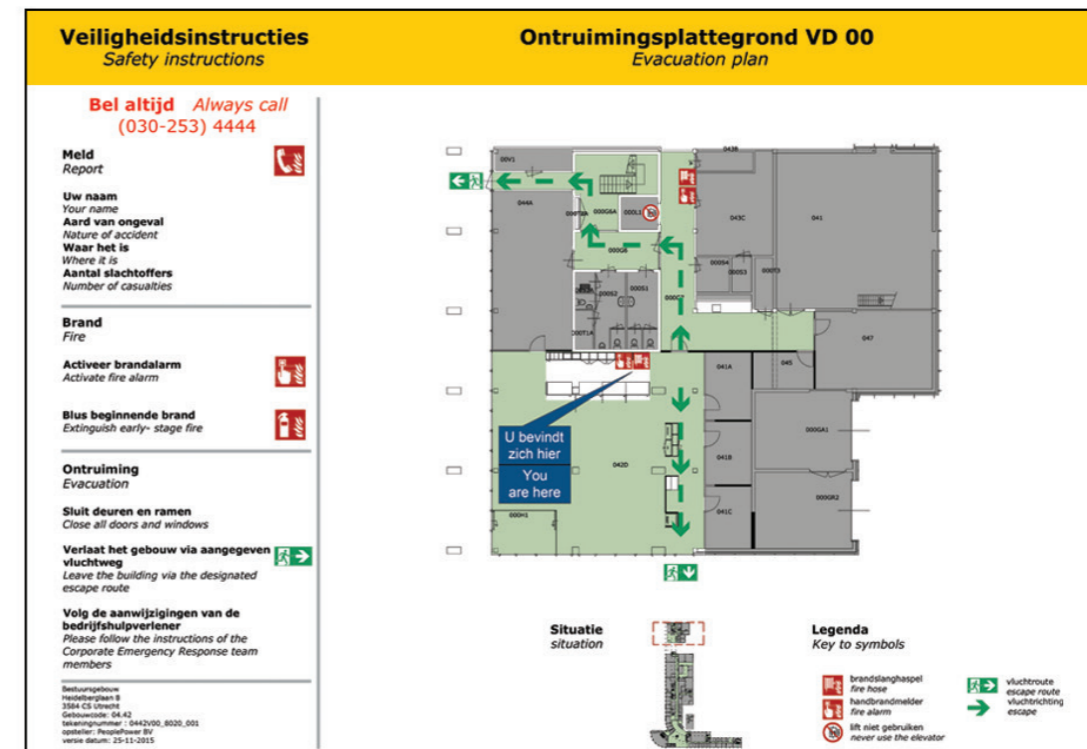 Veiligheidsinstructies
Safety instructions
Ontruimingsplattegrond VD 00
Evacuation plan
Bel altijd Always call
(030-253) 4444
Meld
Report
Uw naam
Your name
Aard van ongeval
Nature of accident
Waar het is
Where it is
Aantal slachtoffers
Number of casualties
Brand
Fire
Activeer brandalarm
Activate fire alarm
Blus beginnende brand
Extinguish early- stage fire
Ontruiming
Evacuation
Sluit deuren en ramen
Close all doors and windows
Verlaat het gebouw via aangegeven
vluchtweg
Leave the building via the designated
escape route
Volg de aanwijzigingen van de
bedrijfshulpverlener
Please follow the instructions of the
Corporate Emergency Response team
members
Bestuursgebouw
Heidelberglaan 8
3584 CS Utrecht
Gebouwcode: 04.42
tekeningnummer : 0442V00_8020_001
opsteller: PeoplePower BV
versie datum: 25-11-2015
00V1
043B
044A
000G6A
000L1
043C
041
000G6
000S4
000S3
000T3
000S2
000S1
000G7
000T1A
047
041A
045
U bevindt
zich hier
You
are here
042D
041B
000GA1
041C
000GR2
000H1
Situatie
situation
Legenda
Key to symbols
brandslanghaspel
fire hose
handbrandmelder
fire alarm
lift niet gebruiken
never use the elevator
vluchtroute
escape route
vluchtrichting
escape